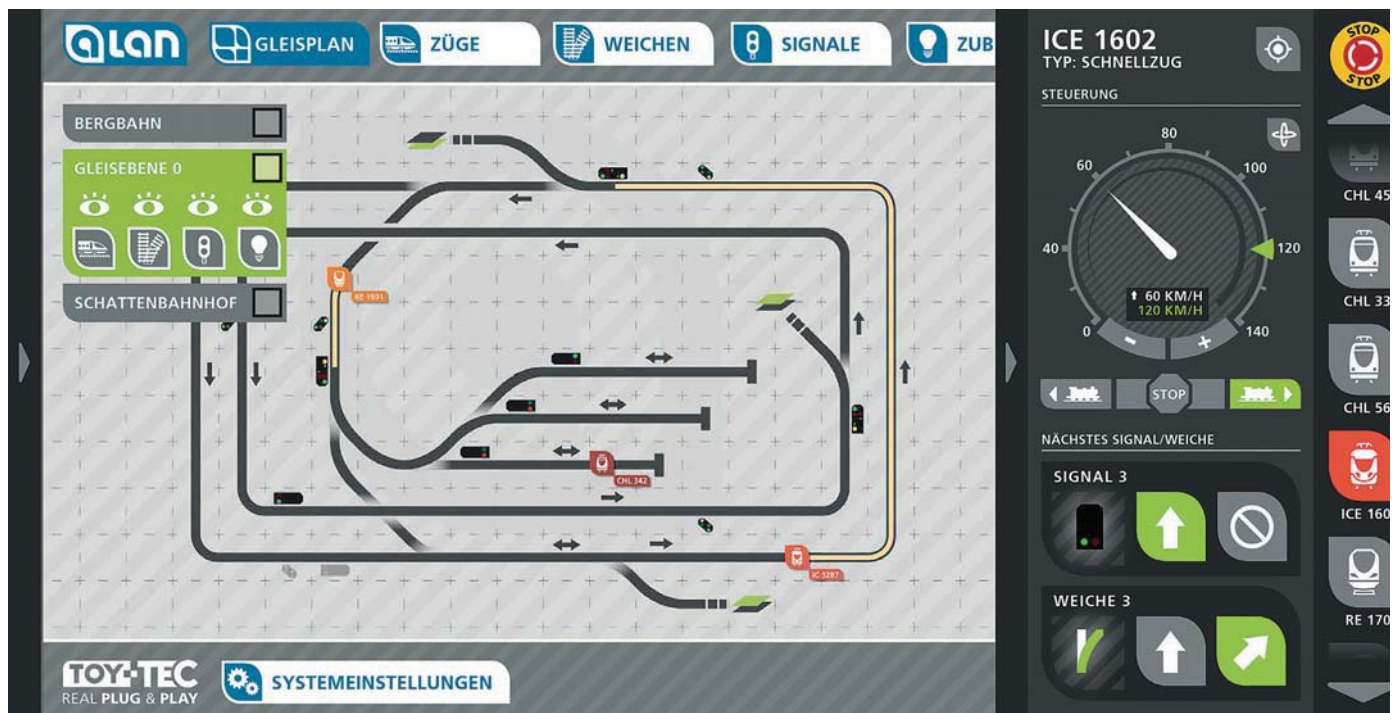 alan
GLEISPLAN
ZÜGE
WEICHEN
SIGNALE
ZUB
BERGBAHN
GLEISEBENE 0
SCHATTENBAHNHOF
RE 1931
CHL 342
IC 3287
TOY-TEC
REAL PLUG & PLAY
SYSTEMEINSTELLUNGEN
ICE 1602
TYP: SCHNELLZUG
STEUERUNG
0
40
60
80
100
120
140
60 KM/H
120 KM/H
- +
STOP
NÄCHSTES SIGNAL/WEICHE
SIGNAL 3
WEICHE 3
STOP
STOP
CHL 45
CHL 33
CHL 56
ICE 160
RE 170